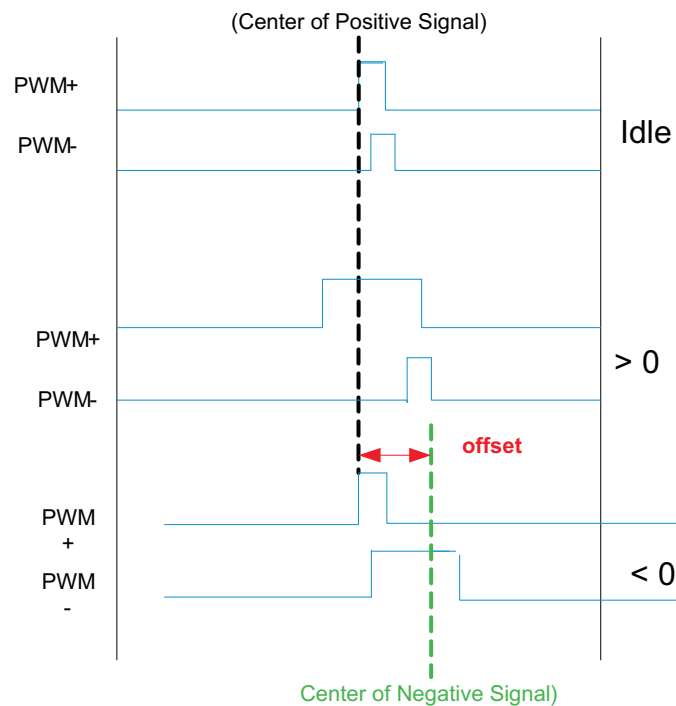 (Center of Positive Signal)
PWM+
PWM-
Idle
PWM+
> 0
PWM-
offset
PWM
+
PWM
-
< 0
Center of Negative Signal)